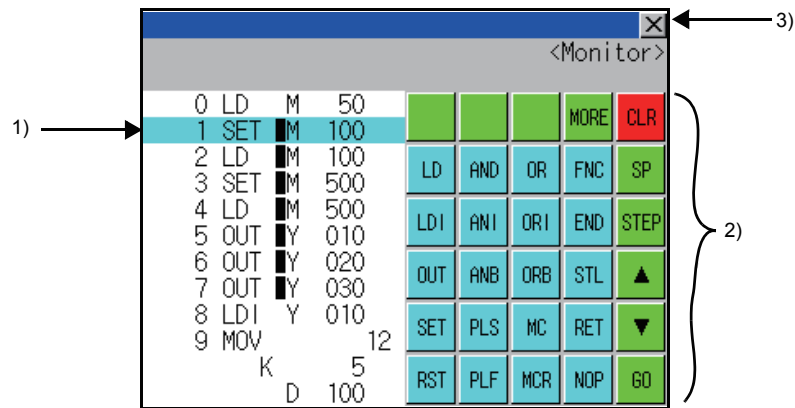 3)
<Monitor>
1)
0 LD M 50
1 SET M 100
2 LD M 100
3 SET M 500
4 LD M 500
5 OUT Y 010
6 OUT Y 020
7 OUT Y 030
8 LDI Y 010
9 MOV 12
K 5
D 100
MORE CLR
LD AND OR FNC SP
LDI ANI ORI END STEP
OUT ANB ORB STL ▲
SET PLS MC RET ▼
RST PLF MCR NOP GO
2)